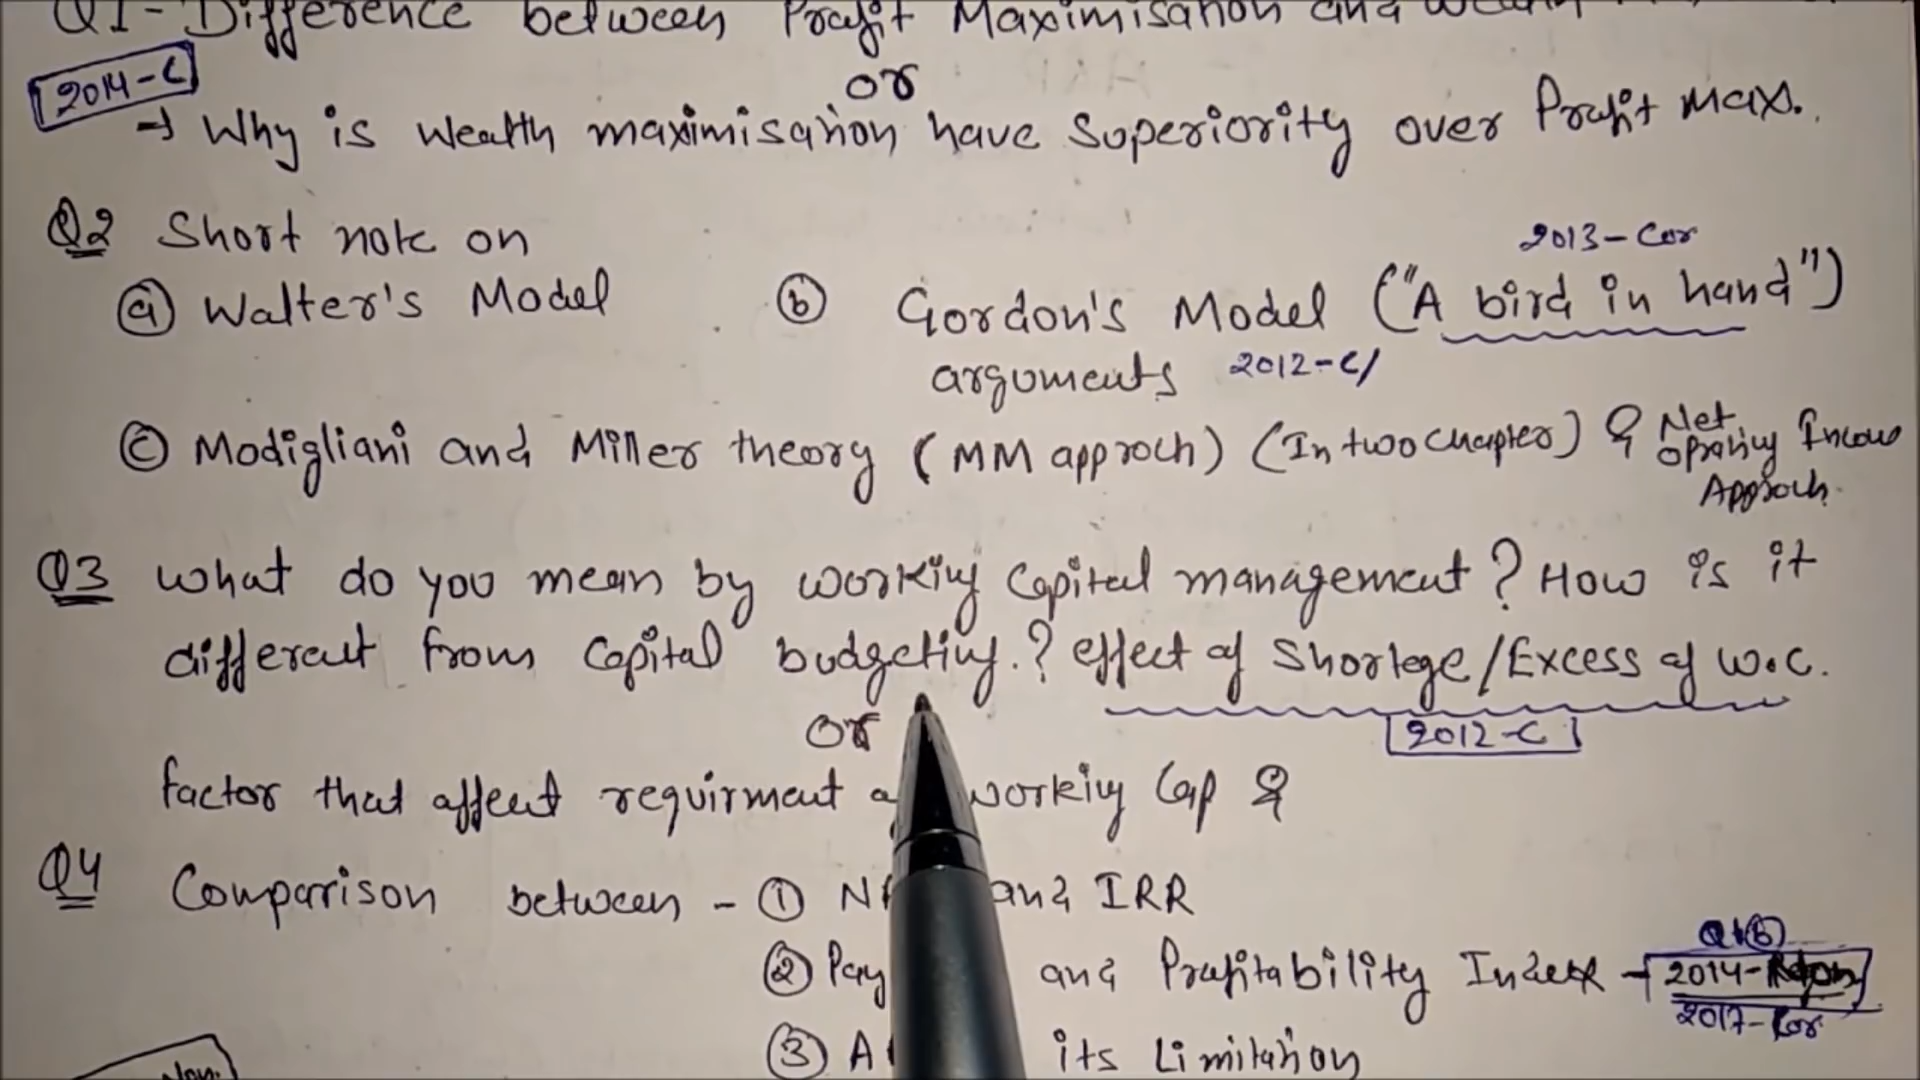 Q1- Difference between Profit Maximisation and
2014-C
or
→ Why is Wealth maximisation have Superiority over Profit Max.
Q2 Short note on
2013-Cor
(a) Walter's Model (b) Gordon's Model ("A bird in hand")
arguments 2012-C/
(c) Modigliani and Miller theory (MM approch) (In two Chapter) & Net
Approch.
Q3 What do you mean by working Capital management? How is it
different from Capital budgeting.? effect of Shortege/Excess of W.C.
or 2012-C
factor that affect requirment working Cap &
Q4 Comparison between - (1) and IRR
Q1(b)
(2) and Profitability Index - 2014-
2017-Cor
(3) its Limitation